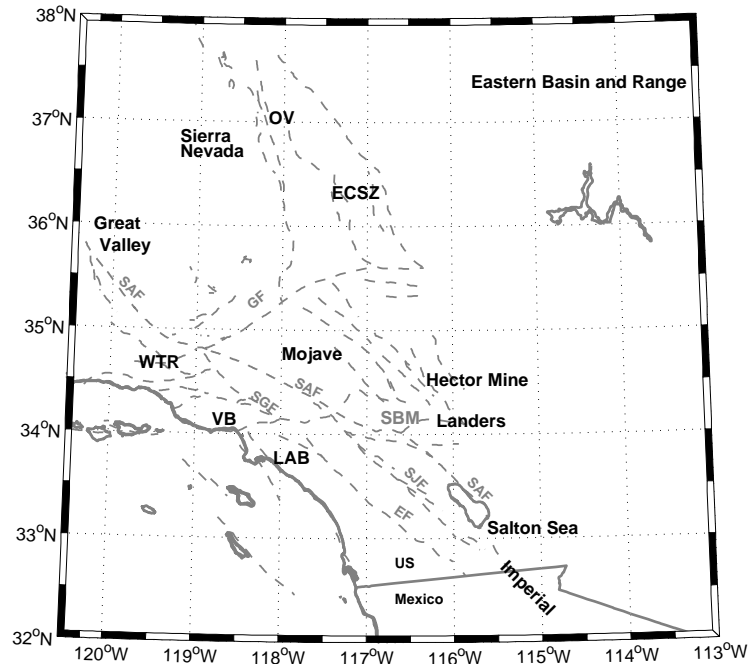 38°N
Eastern Basin and Range
37°N
OV
Sierra
Nevada
ECSZ
36°N
Great
Valley
SAF
GF
35°N
WTR
Mojave
SAF
Hector Mine
SGF
VB
SBM
Landers
34°N
LAB
SJF
SAF
EF
Salton Sea
33°N
US
Imperial
Mexico
32°N
120°W
119°W
118°W
117°W
116°W
115°W
114°W
113°W